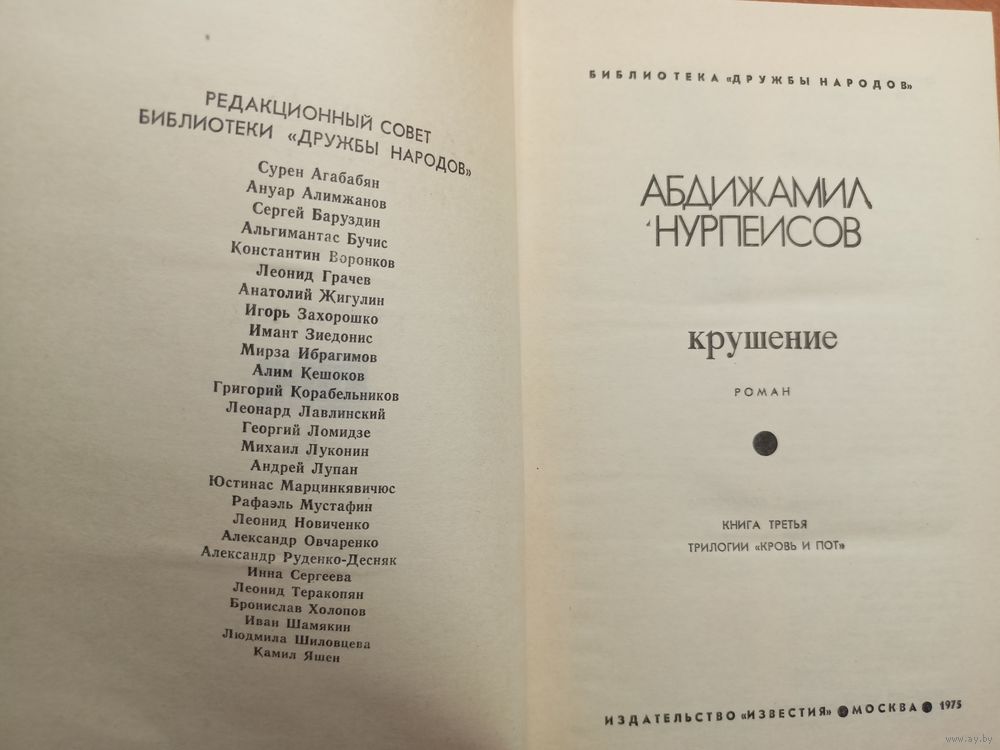 РЕДАКЦИОННЫЙ СОВЕТ
БИБЛИОТЕКИ «ДРУЖБЫ НАРОДОВ»
Сурен Агабабян
Ануар Алимжанов
Сергей Баруздин
Альгимантас Бучис
Константин Воронков
Леонид Грачев
Анатолий Жигулин
Игорь Захорошко
Имант Зиедонис
Мирза Ибрагимов
Алим Кешоков
Григорий Корабельников
Леонард Лавлинский
Георгий Ломидзе
Михаил Луконин
Андрей Лупан
Юстинас Марцинкявичюс
Рафаэль Мустафин
Леонид Новиченко
Александр Овчаренко
Александр Руденко-Десняк
Инна Сергеева
Леонид Теракопян
Бронислав Холопов
Иван Шамякин
Людмила Шиловцева
Камил Яшен
БИБЛИОТЕКА «ДРУЖБЫ НАРОДОВ»
АБДИЖАМИЛ
НУРПЕИСОВ
крушение
РОМАН
КНИГА ТРЕТЬЯ
ТРИЛОГИИ «КРОВЬ И ПОТ»
ИЗДАТЕЛЬСТВО «ИЗВЕСТИЯ» ● МОСКВА ● 1975
www.ay.by